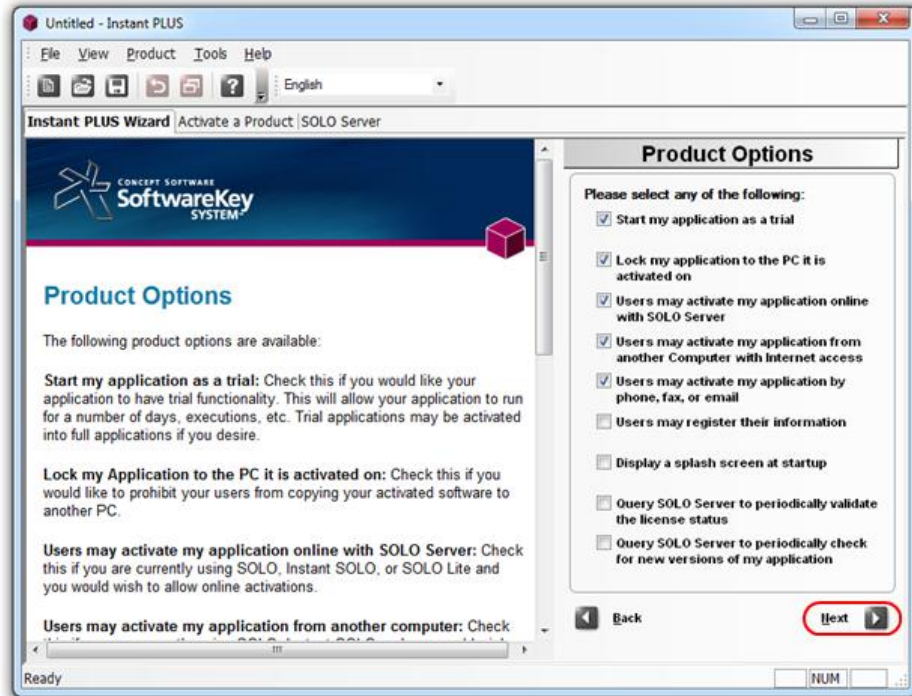 Untitled - Instant PLUS
File View Product Tools Help
English
Instant PLUS Wizard Activate a Product SOLO Server
CONCEPT SOFTWARE
SoftwareKey
SYSTEM
Product Options
The following product options are available:
Start my application as a trial: Check this if you would like your
application to have trial functionality. This will allow your application to run
for a number of days, executions, etc. Trial applications may be activated
into full applications if you desire.
Lock my Application to the PC it is activated on: Check this if you
would like to prohibit your users from copying your activated software to
another PC.
Users may activate my application online with SOLO Server: Check
this if you are currently using SOLO, Instant SOLO, or SOLO Lite and
you would wish to allow online activations.
Users may activate my application from another computer: Check
Product Options
Please select any of the following:
Start my application as a trial
Lock my application to the PC it is
activated on
Users may activate my application online
with SOLO Server
Users may activate my application from
another Computer with Internet access
Users may activate my application by
phone, fax, or email
Users may register their information
Display a splash screen at startup
Query SOLO Server to periodically validate
the license status
Query SOLO Server to periodically check
for new versions of my application
Back
Next
Ready
NUM